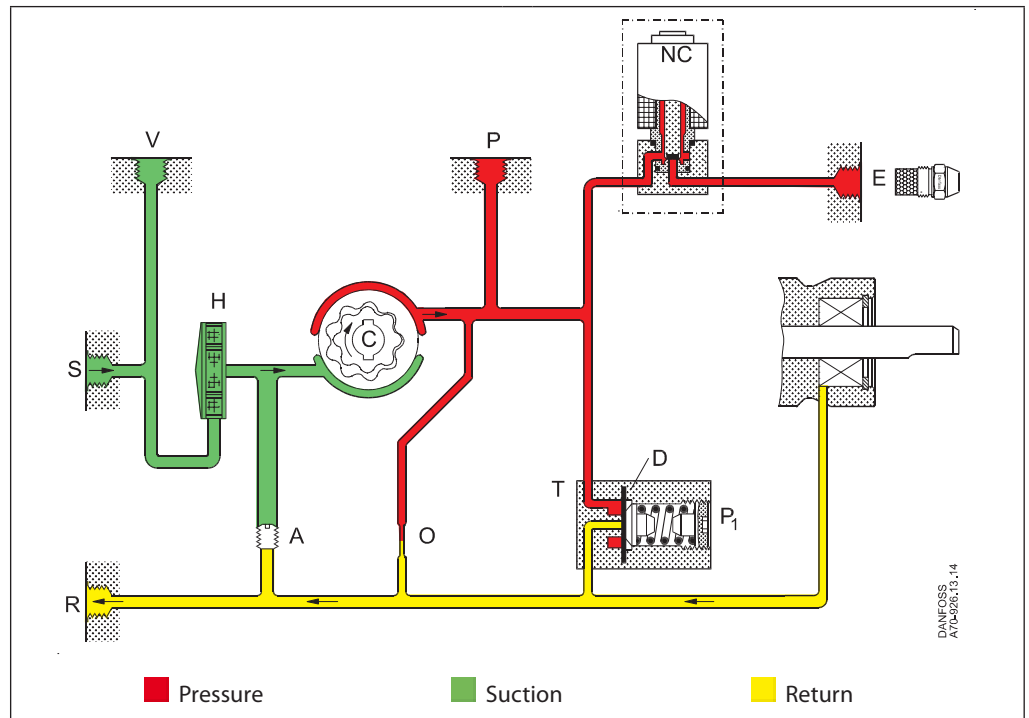 NC
V
P
E
H
C
S
D
T
P1
A
O
R
DANFOSS
A70-926.13.14
Pressure
Suction
Return